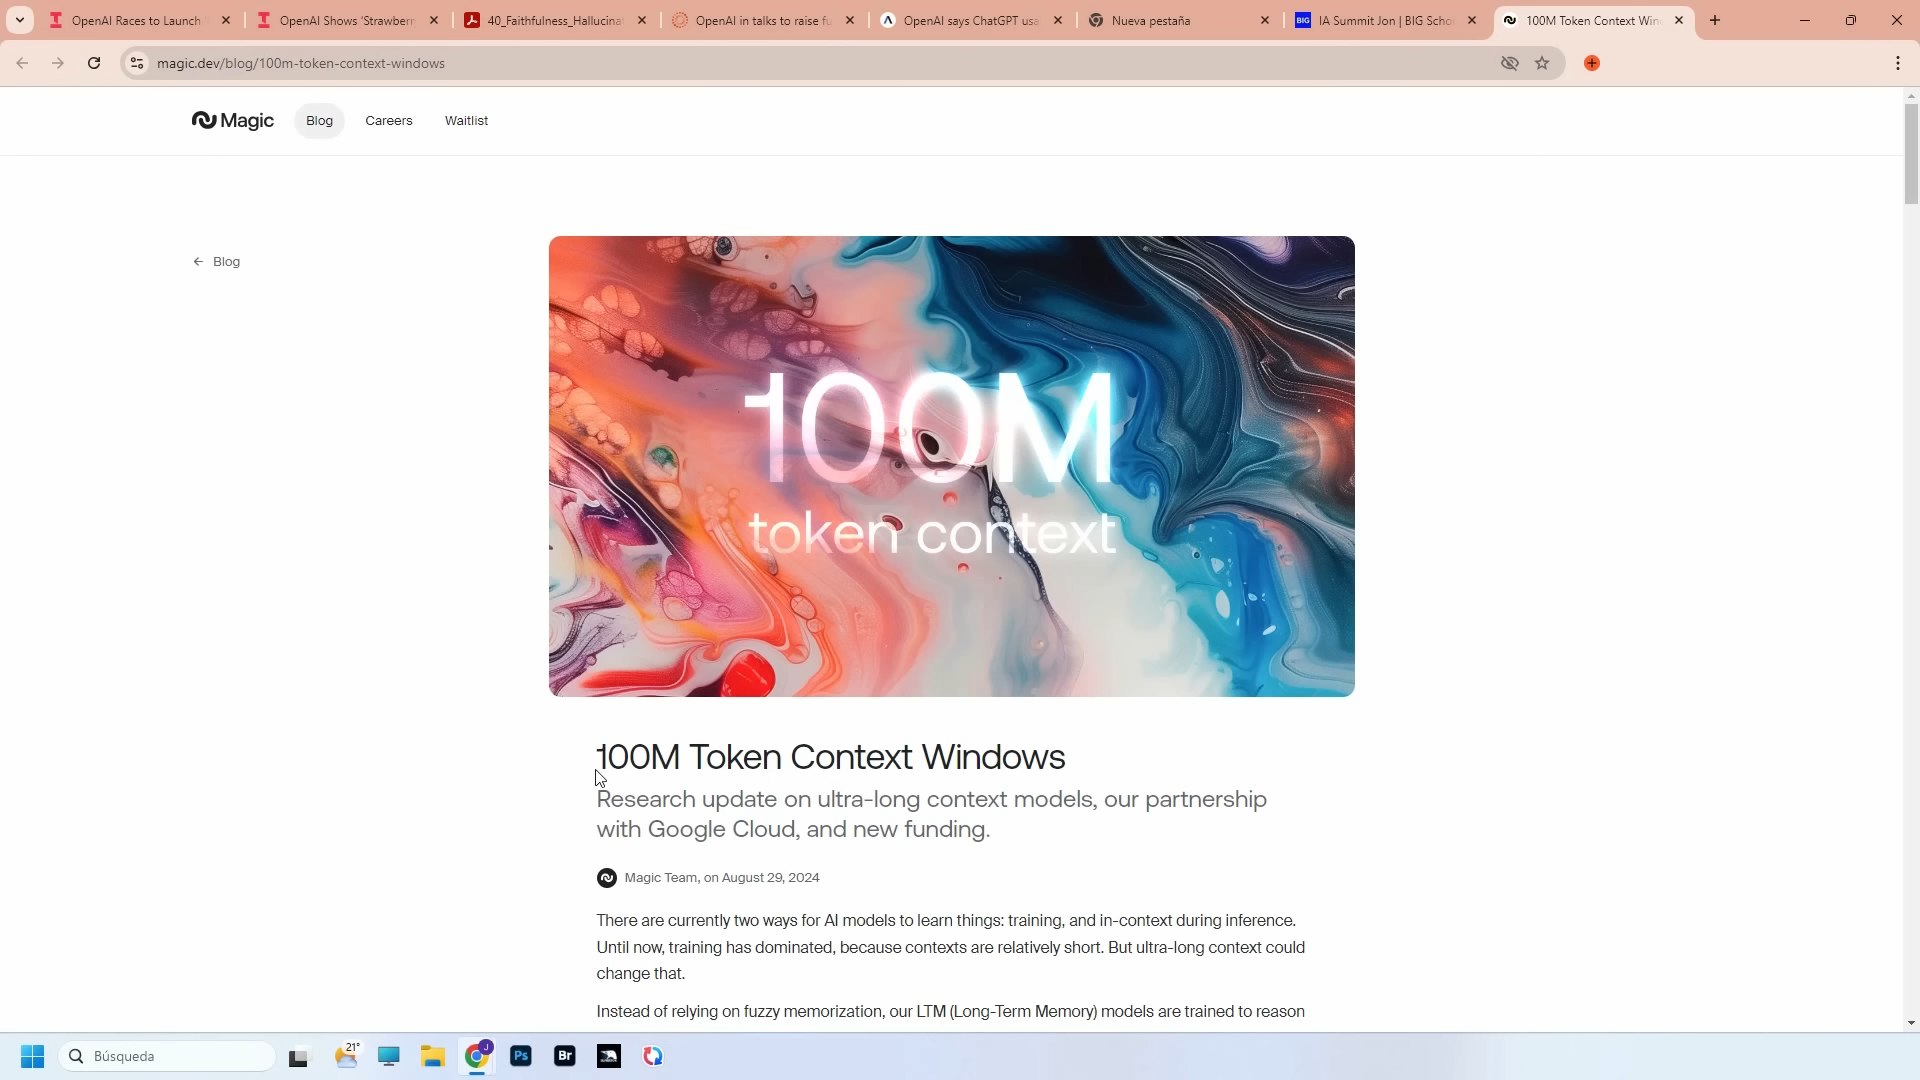 OpenAI Races to Launch
OpenAI Shows 'Strawberr
40_Faithfulness_Hallucinat
OpenAI in talks to raise fu
OpenAI says ChatGPT usa
Nueva pestaña
BIG
IA Summit Jon | BIG Scho
100M Token Context Win
magic.dev/blog/100m-token-context-windows
Magic
Blog
Careers
Waitlist
Blog
100M
token context
100M Token Context Windows
Research update on ultra-long context models, our partnership
with Google Cloud, and new funding.
Magic Team, on August 29, 2024
There are currently two ways for AI models to learn things: training, and in-context during inference.
Until now, training has dominated, because contexts are relatively short. But ultra-long context could
change that.
Instead of relying on fuzzy memorization, our LTM (Long-Term Memory) models are trained to reason
Búsqueda
21°
J
Ps
Br